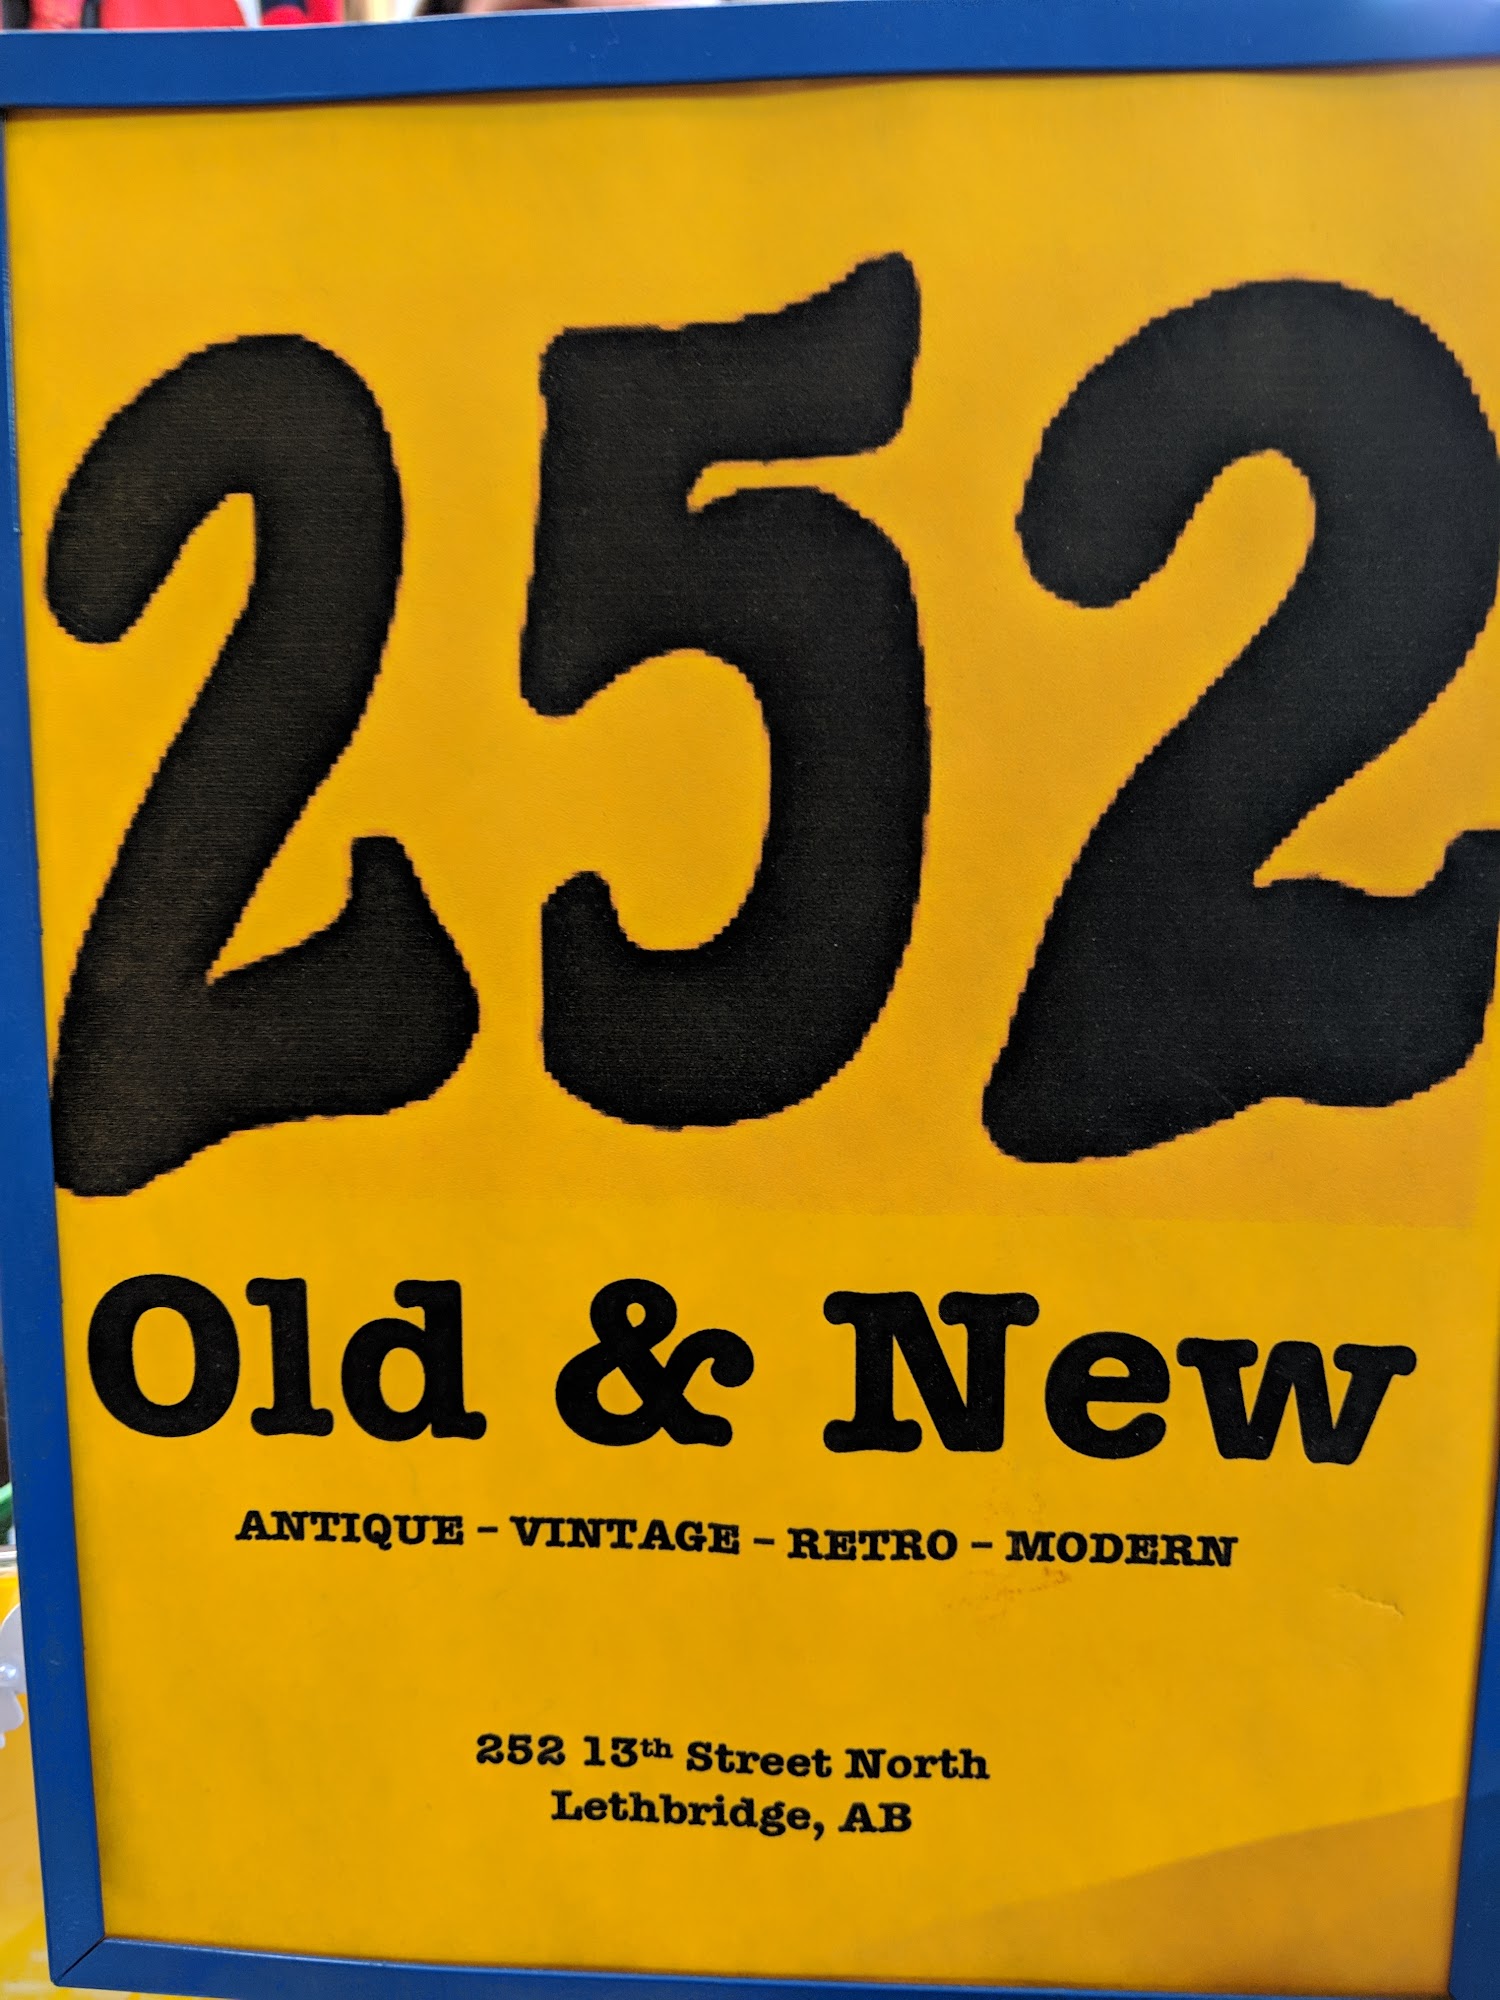 252
Old & New
ANTIQUE - VINTAGE - RETRO - MODERN
252 13th Street North
Lethbridge, AB